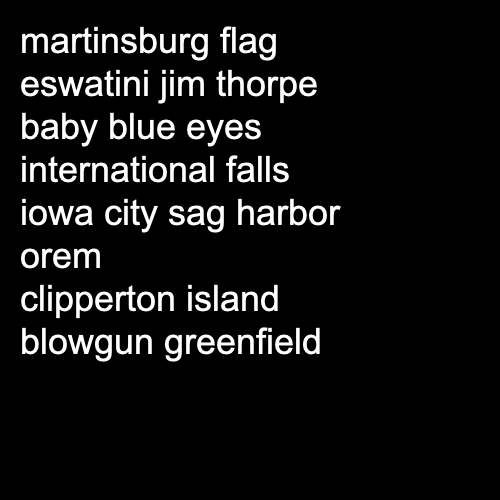 martinsburg flag
eswatini jim thorpe
baby blue eyes
international falls
iowa city sag harbor
orem
clipperton island
blowgun greenfield